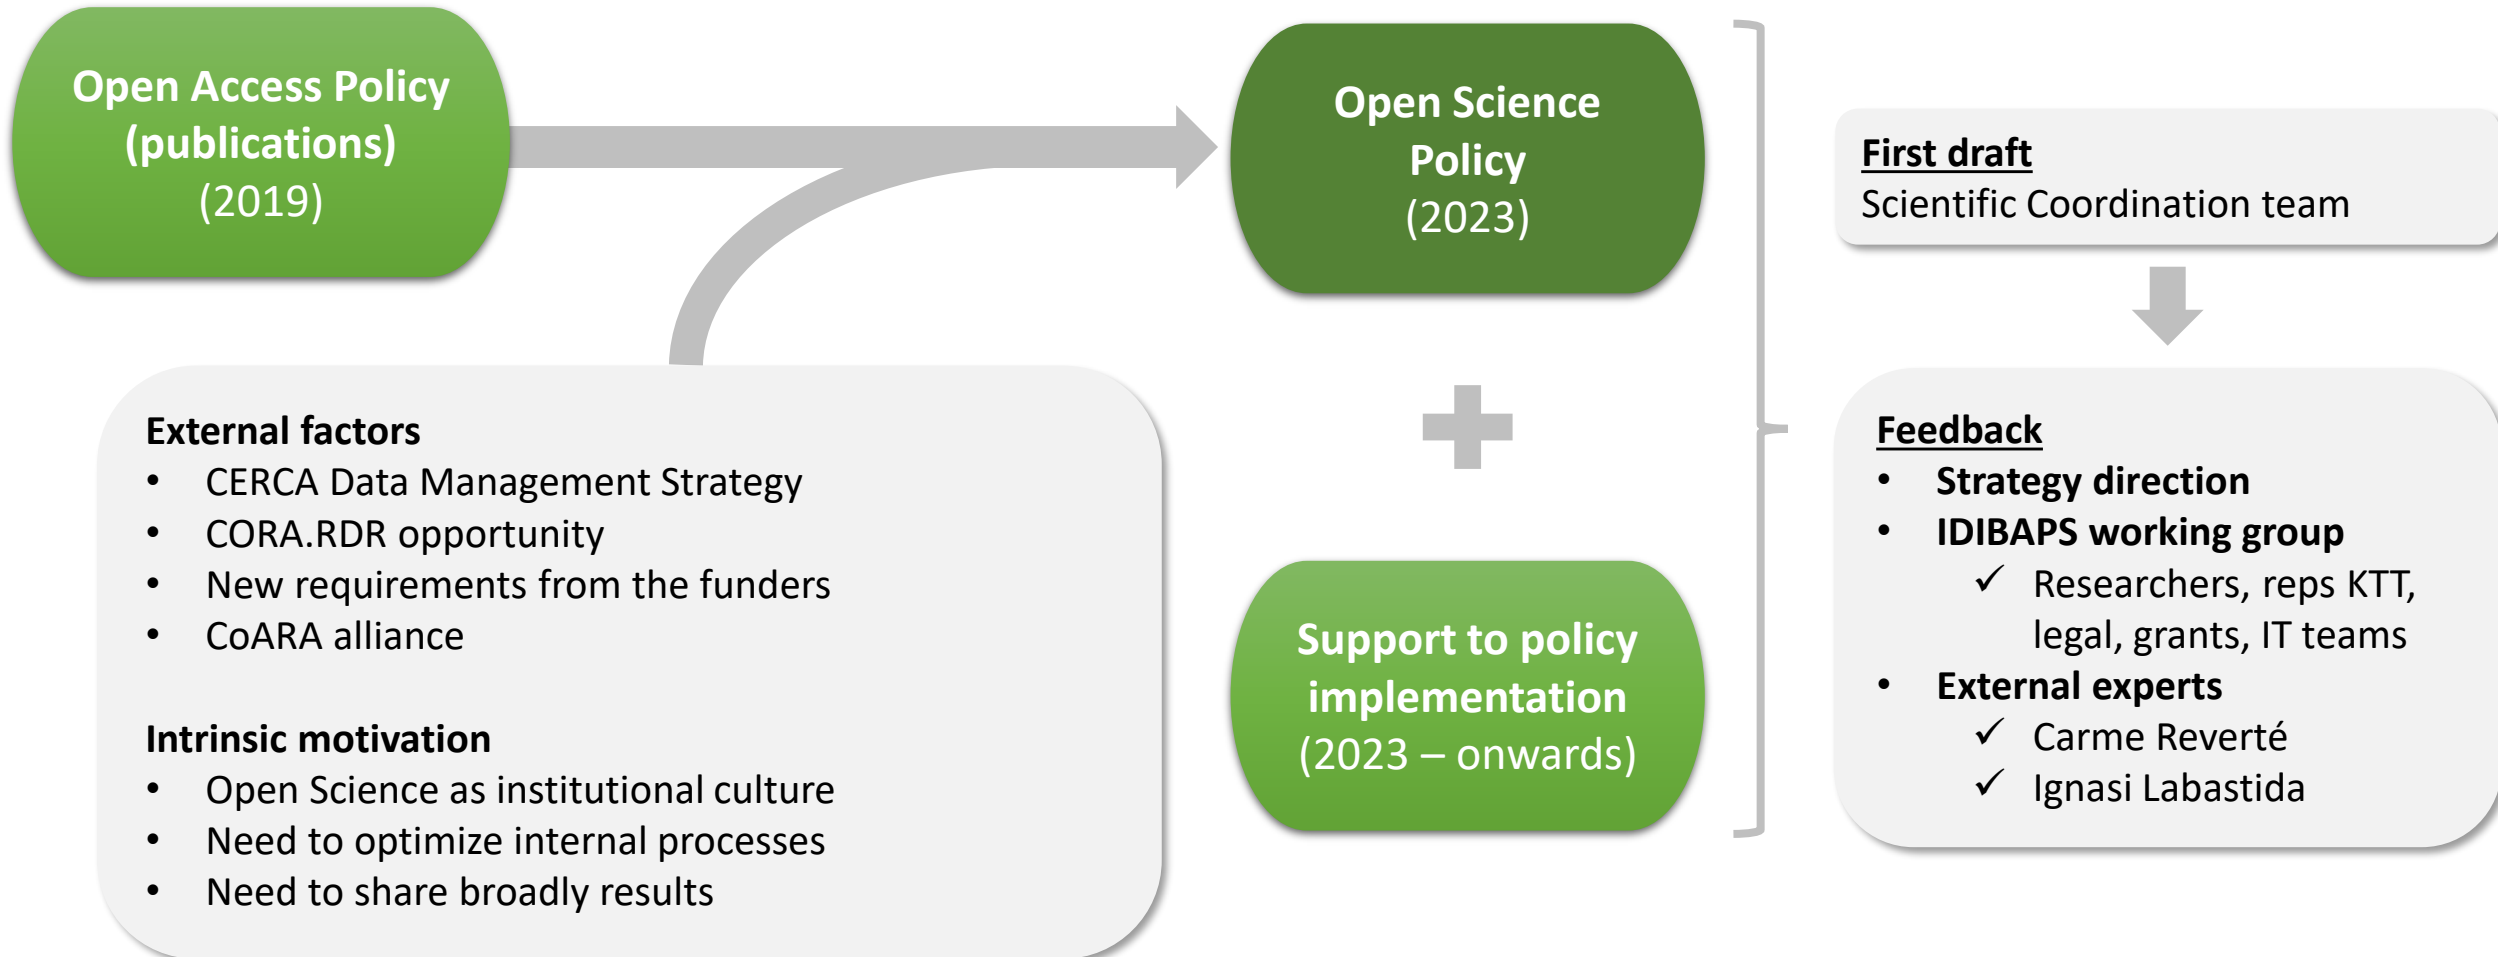 Open Access Policy
(publications)
(2019)
Open Science
Policy
(2023)
First draft
Scientific Coordination team
External factors
• CERCA Data Management Strategy
• CORA.RDR opportunity
• New requirements from the funders
• CoARA alliance
Intrinsic motivation
• Open Science as institutional culture
• Need to optimize internal processes
• Need to share broadly results
Support to policy
implementation
(2023 – onwards)
Feedback
• Strategy direction
• IDIBAPS working group
✓ Researchers, reps KTT,
legal, grants, IT teams
• External experts
✓ Carme Reverté
✓ Ignasi Labastida